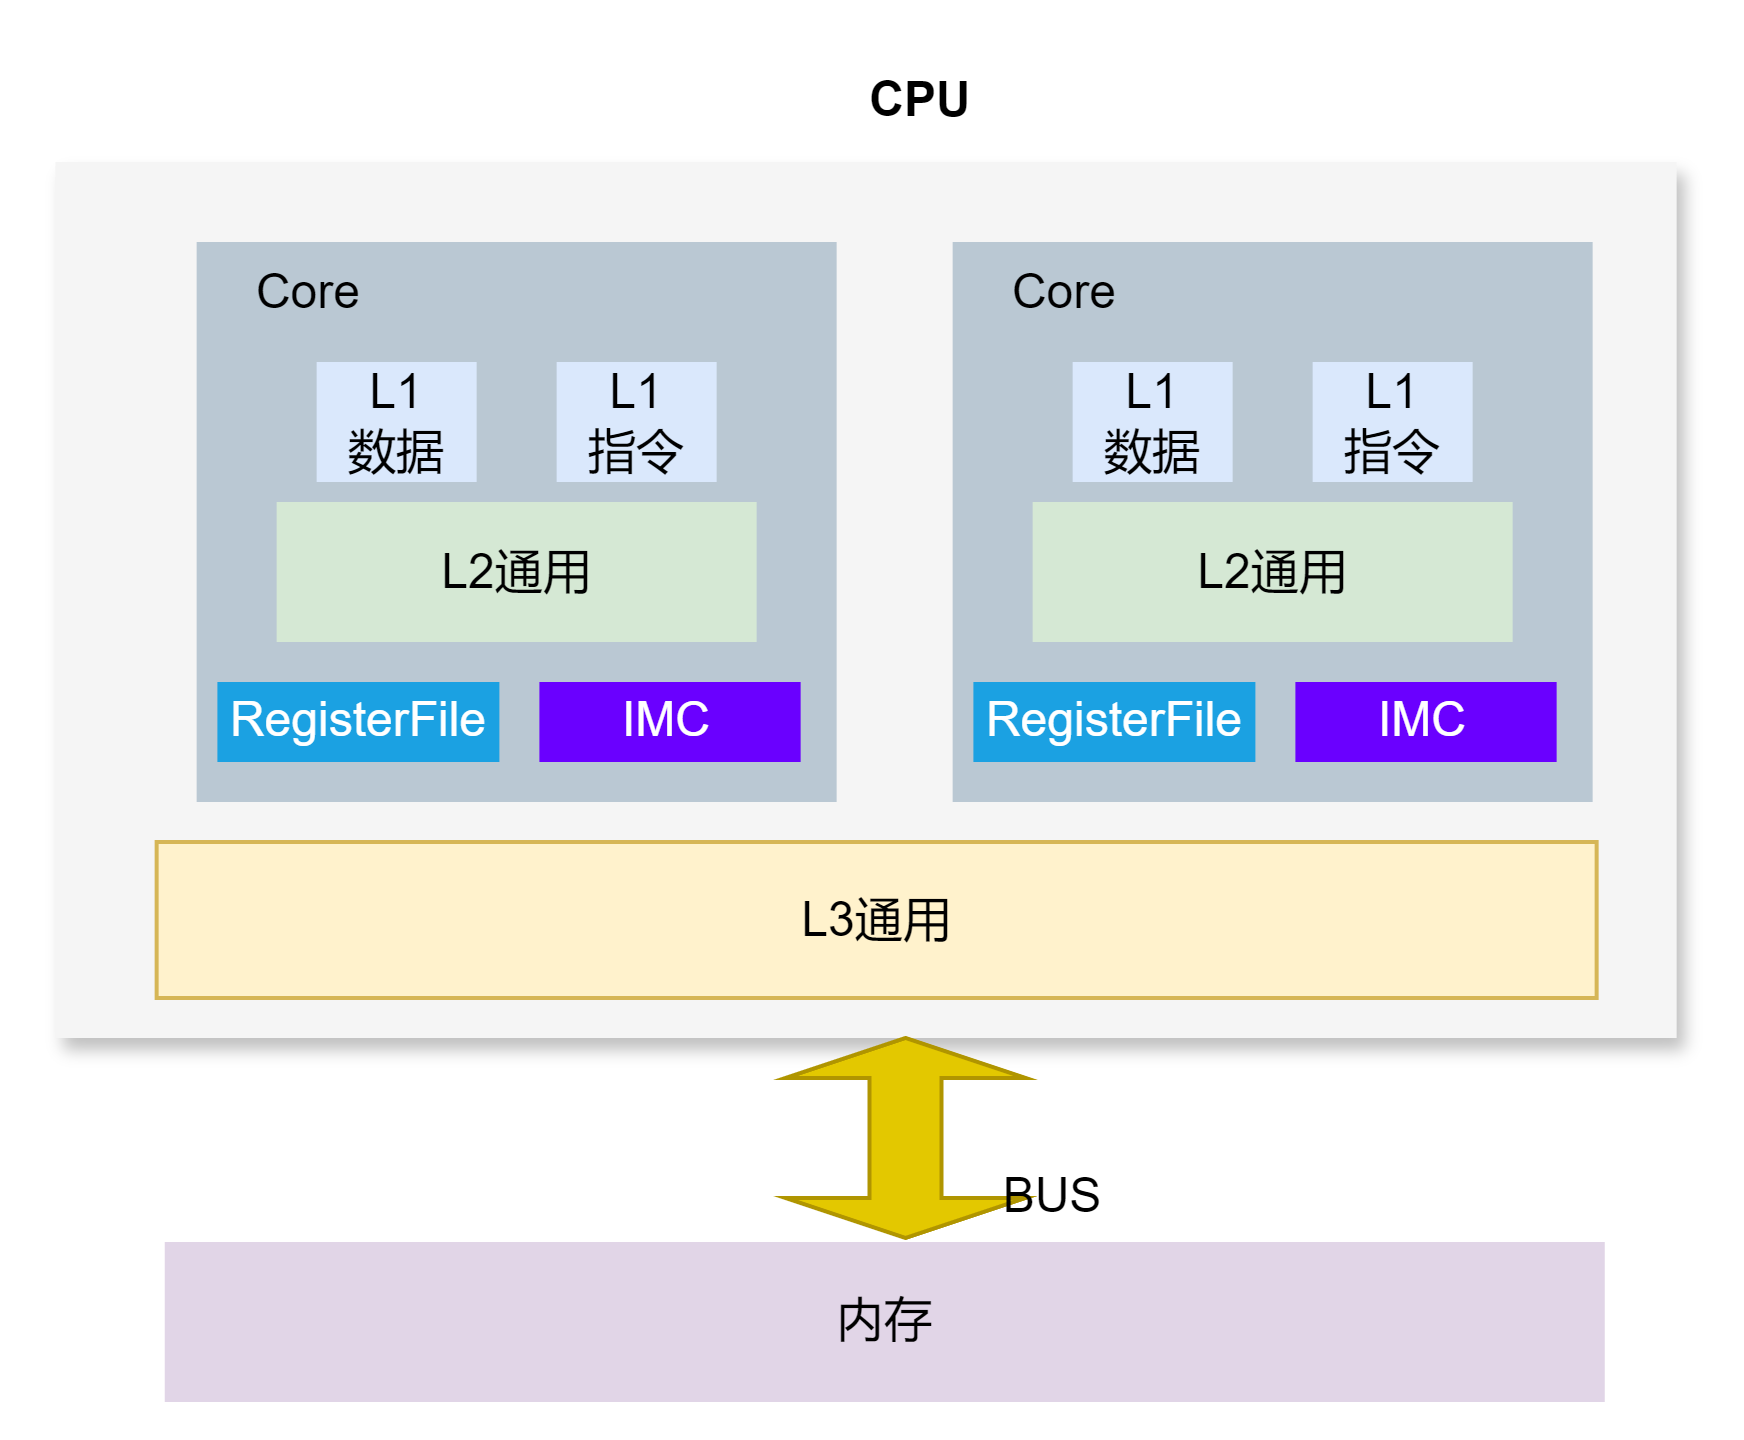 CPU
Core
L1
数据
L1
指令
L2通用
RegisterFile
IMC
Core
L1
数据
L1
指令
L2通用
RegisterFile
IMC
L3通用
BUS
内存